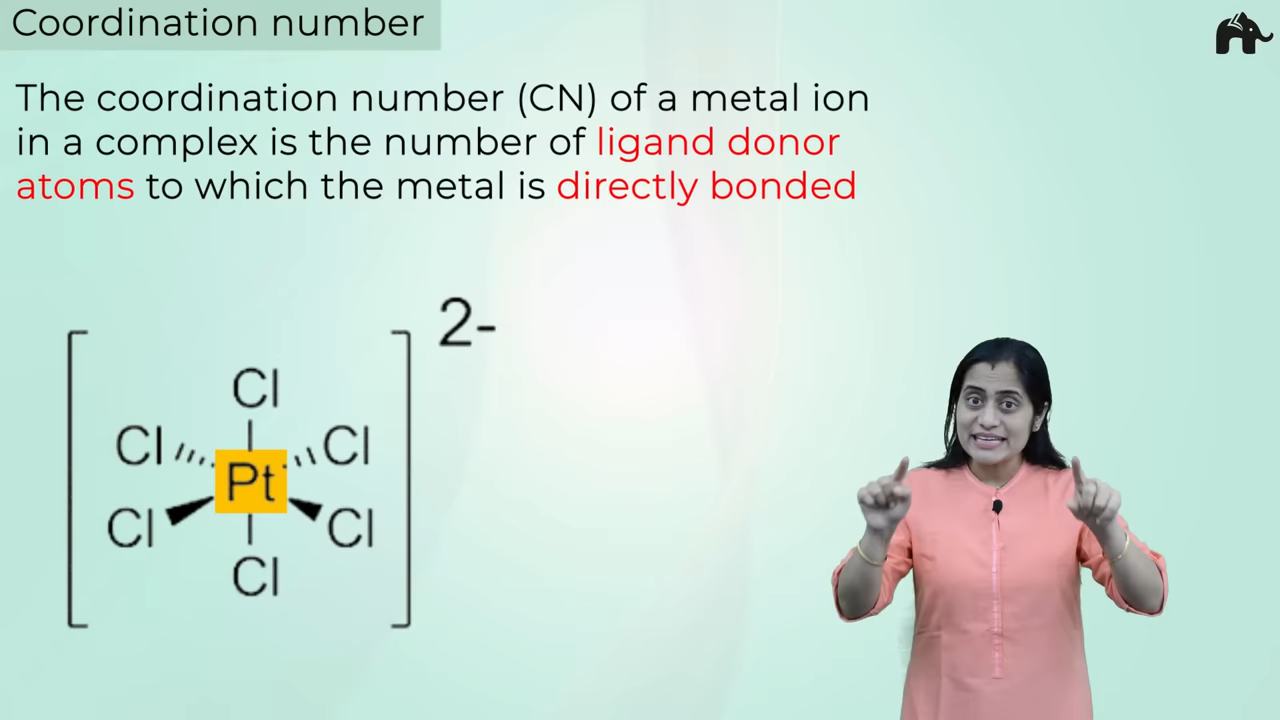 Coordination number
The coordination number (CN) of a metal ion
in a complex is the number of ligand donor
atoms to which the metal is directly bonded
2-
Cl
Cl Cl
Pt
Cl Cl
Cl